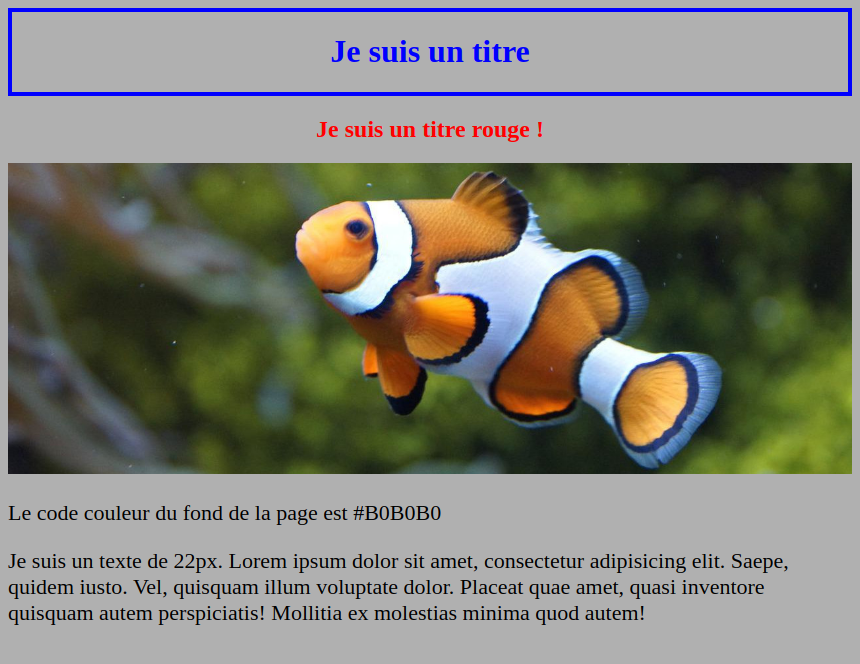 Je suis un titre
Je suis un titre rouge !
Le code couleur du fond de la page est #B0B0B0
Je suis un texte de 22px. Lorem ipsum dolor sit amet, consectetur adipisicing elit. Saepe,
quidem iusto. Vel, quisquam illum voluptate dolor. Placeat quae amet, quasi inventore
quisquam autem perspiciatis! Mollitia ex molestias minima quod autem!